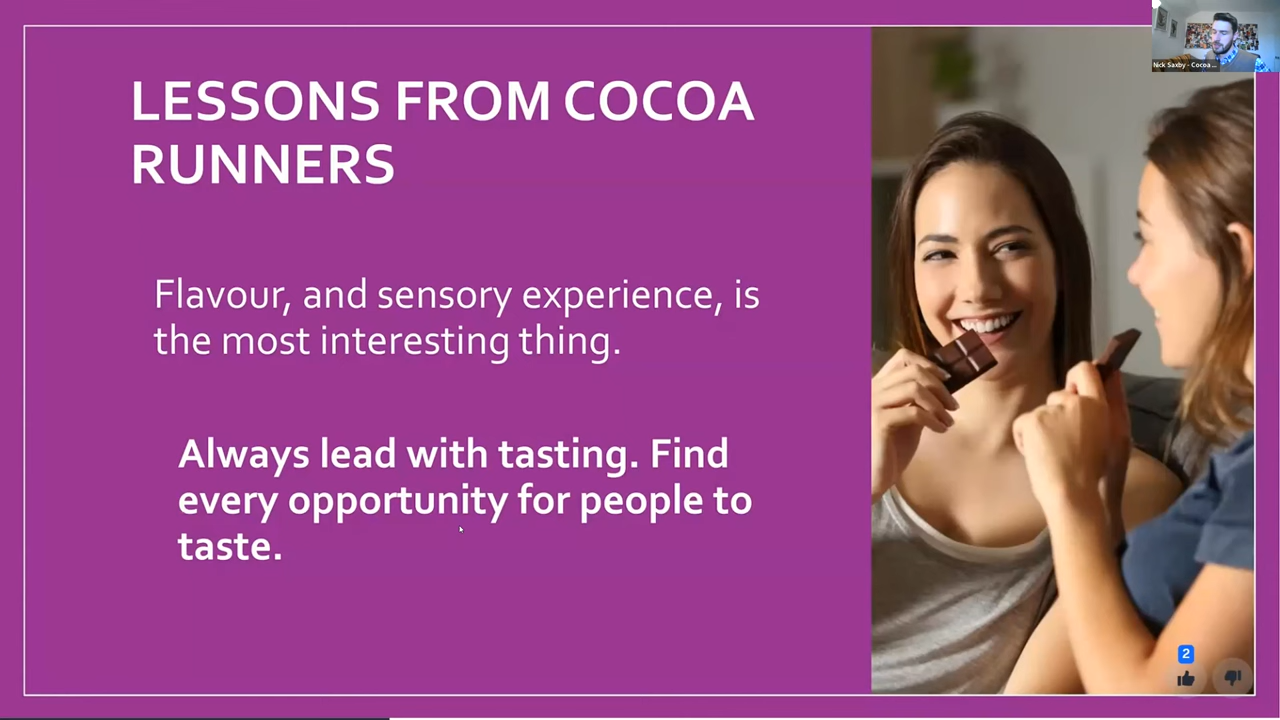 LESSONS FROM COCOA
RUNNERS
Flavour, and sensory experience, is
the most interesting thing.
Always lead with tasting. Find
every opportunity for people to
taste.
Nick Saxby - Cocoa ...
2